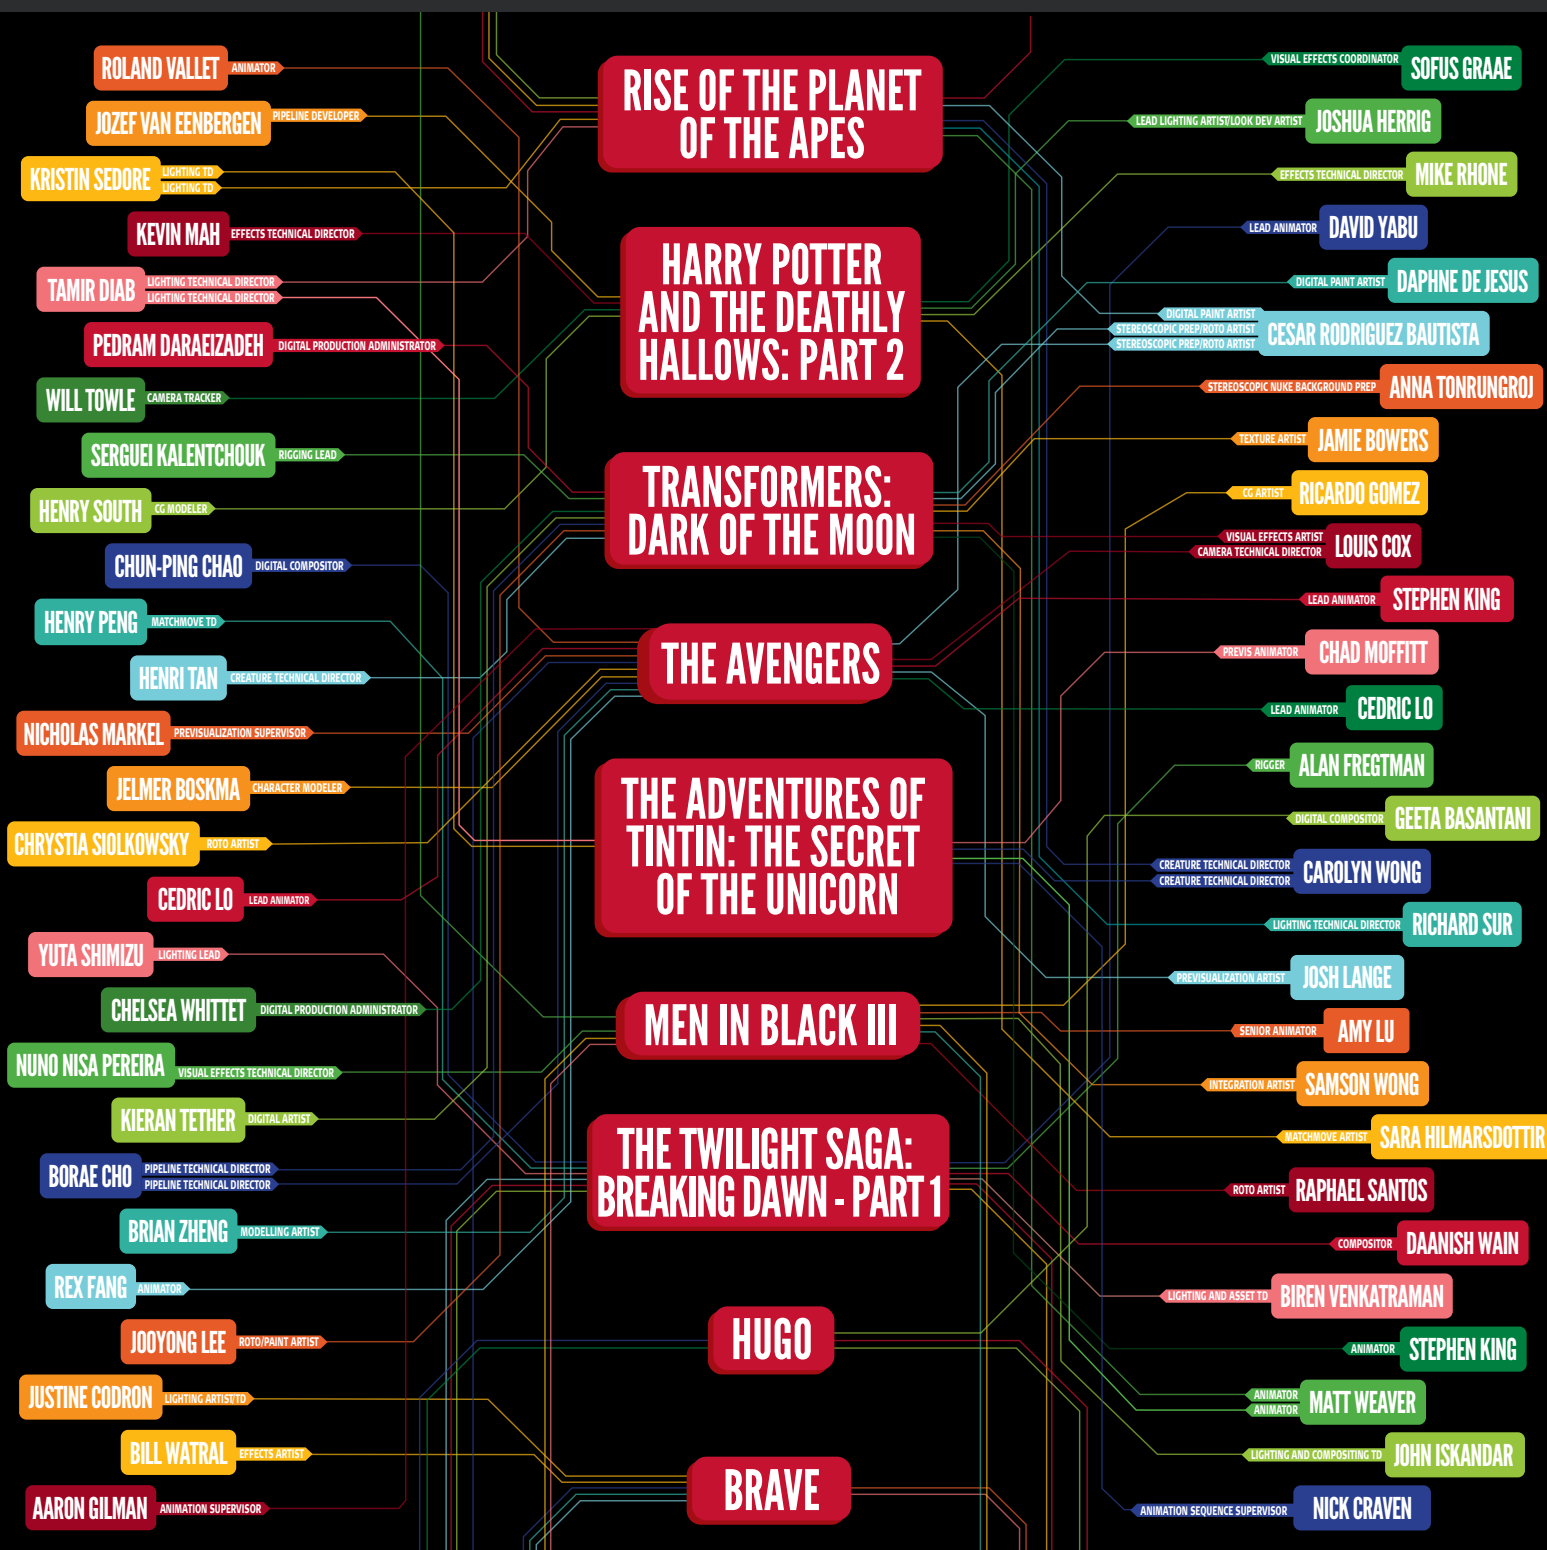 ROLAND VALLET
ANIMATOR
JOZEF VAN EENBERGEN
PIPELINE DEVELOPER
KRISTIN SEDORE
LIGHTING TD
LIGHTING TD
KEVIN MAH
EFFECTS TECHNICAL DIRECTOR
TAMIR DIAB
LIGHTING TECHNICAL DIRECTOR
LIGHTING TECHNICAL DIRECTOR
PEDRAM DARAEIZADEH
DIGITAL PRODUCTION ADMINISTRATOR
WILL TOWLE
CAMERA TRACKER
SERGUEI KALENTCHOUK
RIGGING LEAD
HENRY SOUTH
CG MODELER
CHUN-PING CHAO
DIGITAL COMPOSITOR
HENRY PENG
MATCHMOVE TD
HENRI TAN
CREATURE TECHNICAL DIRECTOR
NICHOLAS MARKEL
PREVISUALIZATION SUPERVISOR
JELMER BOSKMA
CHARACTER MODELER
CHRYSTIA SIOLKOWSKY
ROTO ARTIST
CEDRIC LO
LEAD ANIMATOR
YUTA SHIMIZU
LIGHTING LEAD
CHELSEA WHITTET
DIGITAL PRODUCTION ADMINISTRATOR
NUNO NISA PEREIRA
VISUAL EFFECTS TECHNICAL DIRECTOR
KIERAN TETHER
DIGITAL ARTIST
BORAE CHO
PIPELINE TECHNICAL DIRECTOR
PIPELINE TECHNICAL DIRECTOR
BRIAN ZHENG
MODELLING ARTIST
REX FANG
ANIMATOR
JOOYONG LEE
ROTO/PAINT ARTIST
JUSTINE CODRON
LIGHTING ARTIST/TD
BILL WATRAL
EFFECTS ARTIST
AARON GILMAN
ANIMATION SUPERVISOR
RISE OF THE PLANET
OF THE APES
HARRY POTTER
AND THE DEATHLY
HALLOWS: PART 2
TRANSFORMERS:
DARK OF THE MOON
THE AVENGERS
THE ADVENTURES OF
TINTIN: THE SECRET
OF THE UNICORN
MEN IN BLACK III
THE TWILIGHT SAGA:
BREAKING DAWN - PART 1
HUGO
BRAVE
VISUAL EFFECTS COORDINATOR
SOFUS GRAAE
LEAD LIGHTING ARTIST/LOOK DEV ARTIST
JOSHUA HERRIG
EFFECTS TECHNICAL DIRECTOR
MIKE RHONE
LEAD ANIMATOR
DAVID YABU
DIGITAL PAINT ARTIST
DAPHNE DE JESUS
DIGITAL PAINT ARTIST
STEREOSCOPIC PREP/ROTO ARTIST
STEREOSCOPIC PREP/ROTO ARTIST
CESAR RODRIGUEZ BAUTISTA
STEREOSCOPIC NUKE BACKGROUND PREP
ANNA TONRUNGROJ
TEXTURE ARTIST
JAMIE BOWERS
CG ARTIST
RICARDO GOMEZ
VISUAL EFFECTS ARTIST
CAMERA TECHNICAL DIRECTOR
LOUIS COX
LEAD ANIMATOR
STEPHEN KING
PREVIS ANIMATOR
CHAD MOFFITT
LEAD ANIMATOR
CEDRIC LO
RIGGER
ALAN FREGTMAN
DIGITAL COMPOSITOR
GEETA BASANTANI
CREATURE TECHNICAL DIRECTOR
CREATURE TECHNICAL DIRECTOR
CAROLYN WONG
LIGHTING TECHNICAL DIRECTOR
RICHARD SUR
PREVISUALIZATION ARTIST
JOSH LANGE
SENIOR ANIMATOR
AMY LU
INTEGRATION ARTIST
SAMSON WONG
MATCHMOVE ARTIST
SARA HILMARSDOTTIR
ROTO ARTIST
RAPHAEL SANTOS
COMPOSITOR
DAANISH WAIN
LIGHTING AND ASSET TD
BIREN VENKATRAMAN
ANIMATOR
STEPHEN KING
ANIMATOR
ANIMATOR
MATT WEAVER
LIGHTING AND COMPOSITING TD
JOHN ISKANDAR
ANIMATION SEQUENCE SUPERVISOR
NICK CRAVEN